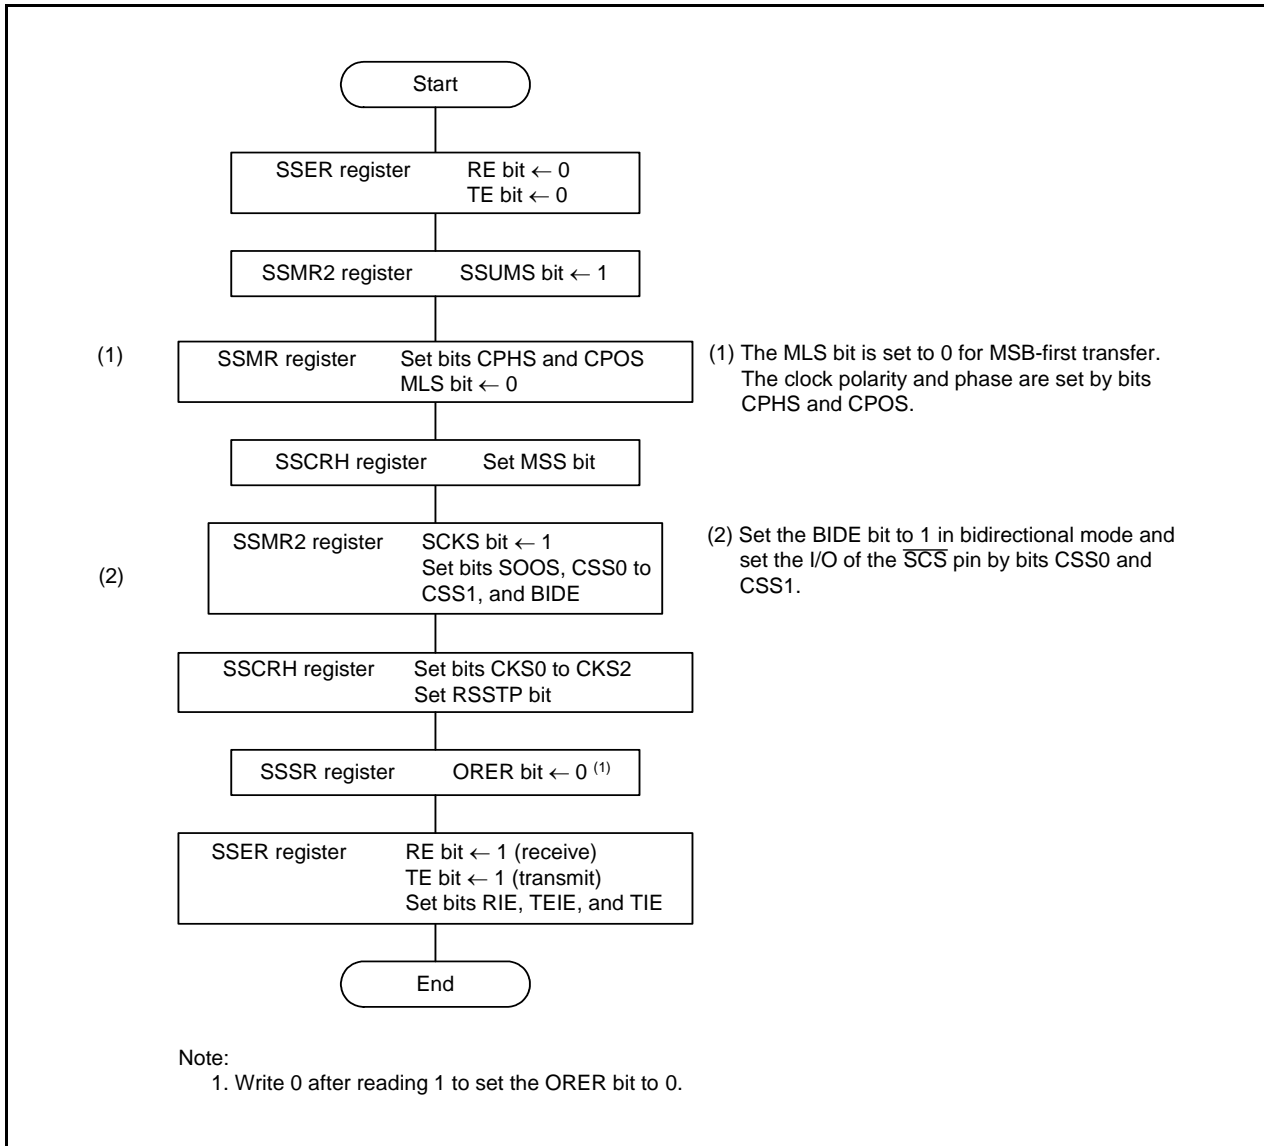 Start
SSER register RE bit ← 0
TE bit ← 0
SSMR2 register SSUMS bit ← 1
(1) SSMR register Set bits CPHS and CPOS
MLS bit ← 0
(1) The MLS bit is set to 0 for MSB-first transfer.
The clock polarity and phase are set by bits
CPHS and CPOS.
SSCRH register Set MSS bit
(2) SSMR2 register SCKS bit ← 1
Set bits SOOS, CSS0 to
CSS1, and BIDE
(2) Set the BIDE bit to 1 in bidirectional mode and
set the I/O of the S̅C̅S̅ pin by bits CSS0 and
CSS1.
SSCRH register Set bits CKS0 to CKS2
Set RSSTP bit
SSSR register ORER bit ← 0 (1)
SSER register RE bit ← 1 (receive)
TE bit ← 1 (transmit)
Set bits RIE, TEIE, and TIE
End
Note:
1. Write 0 after reading 1 to set the ORER bit to 0.